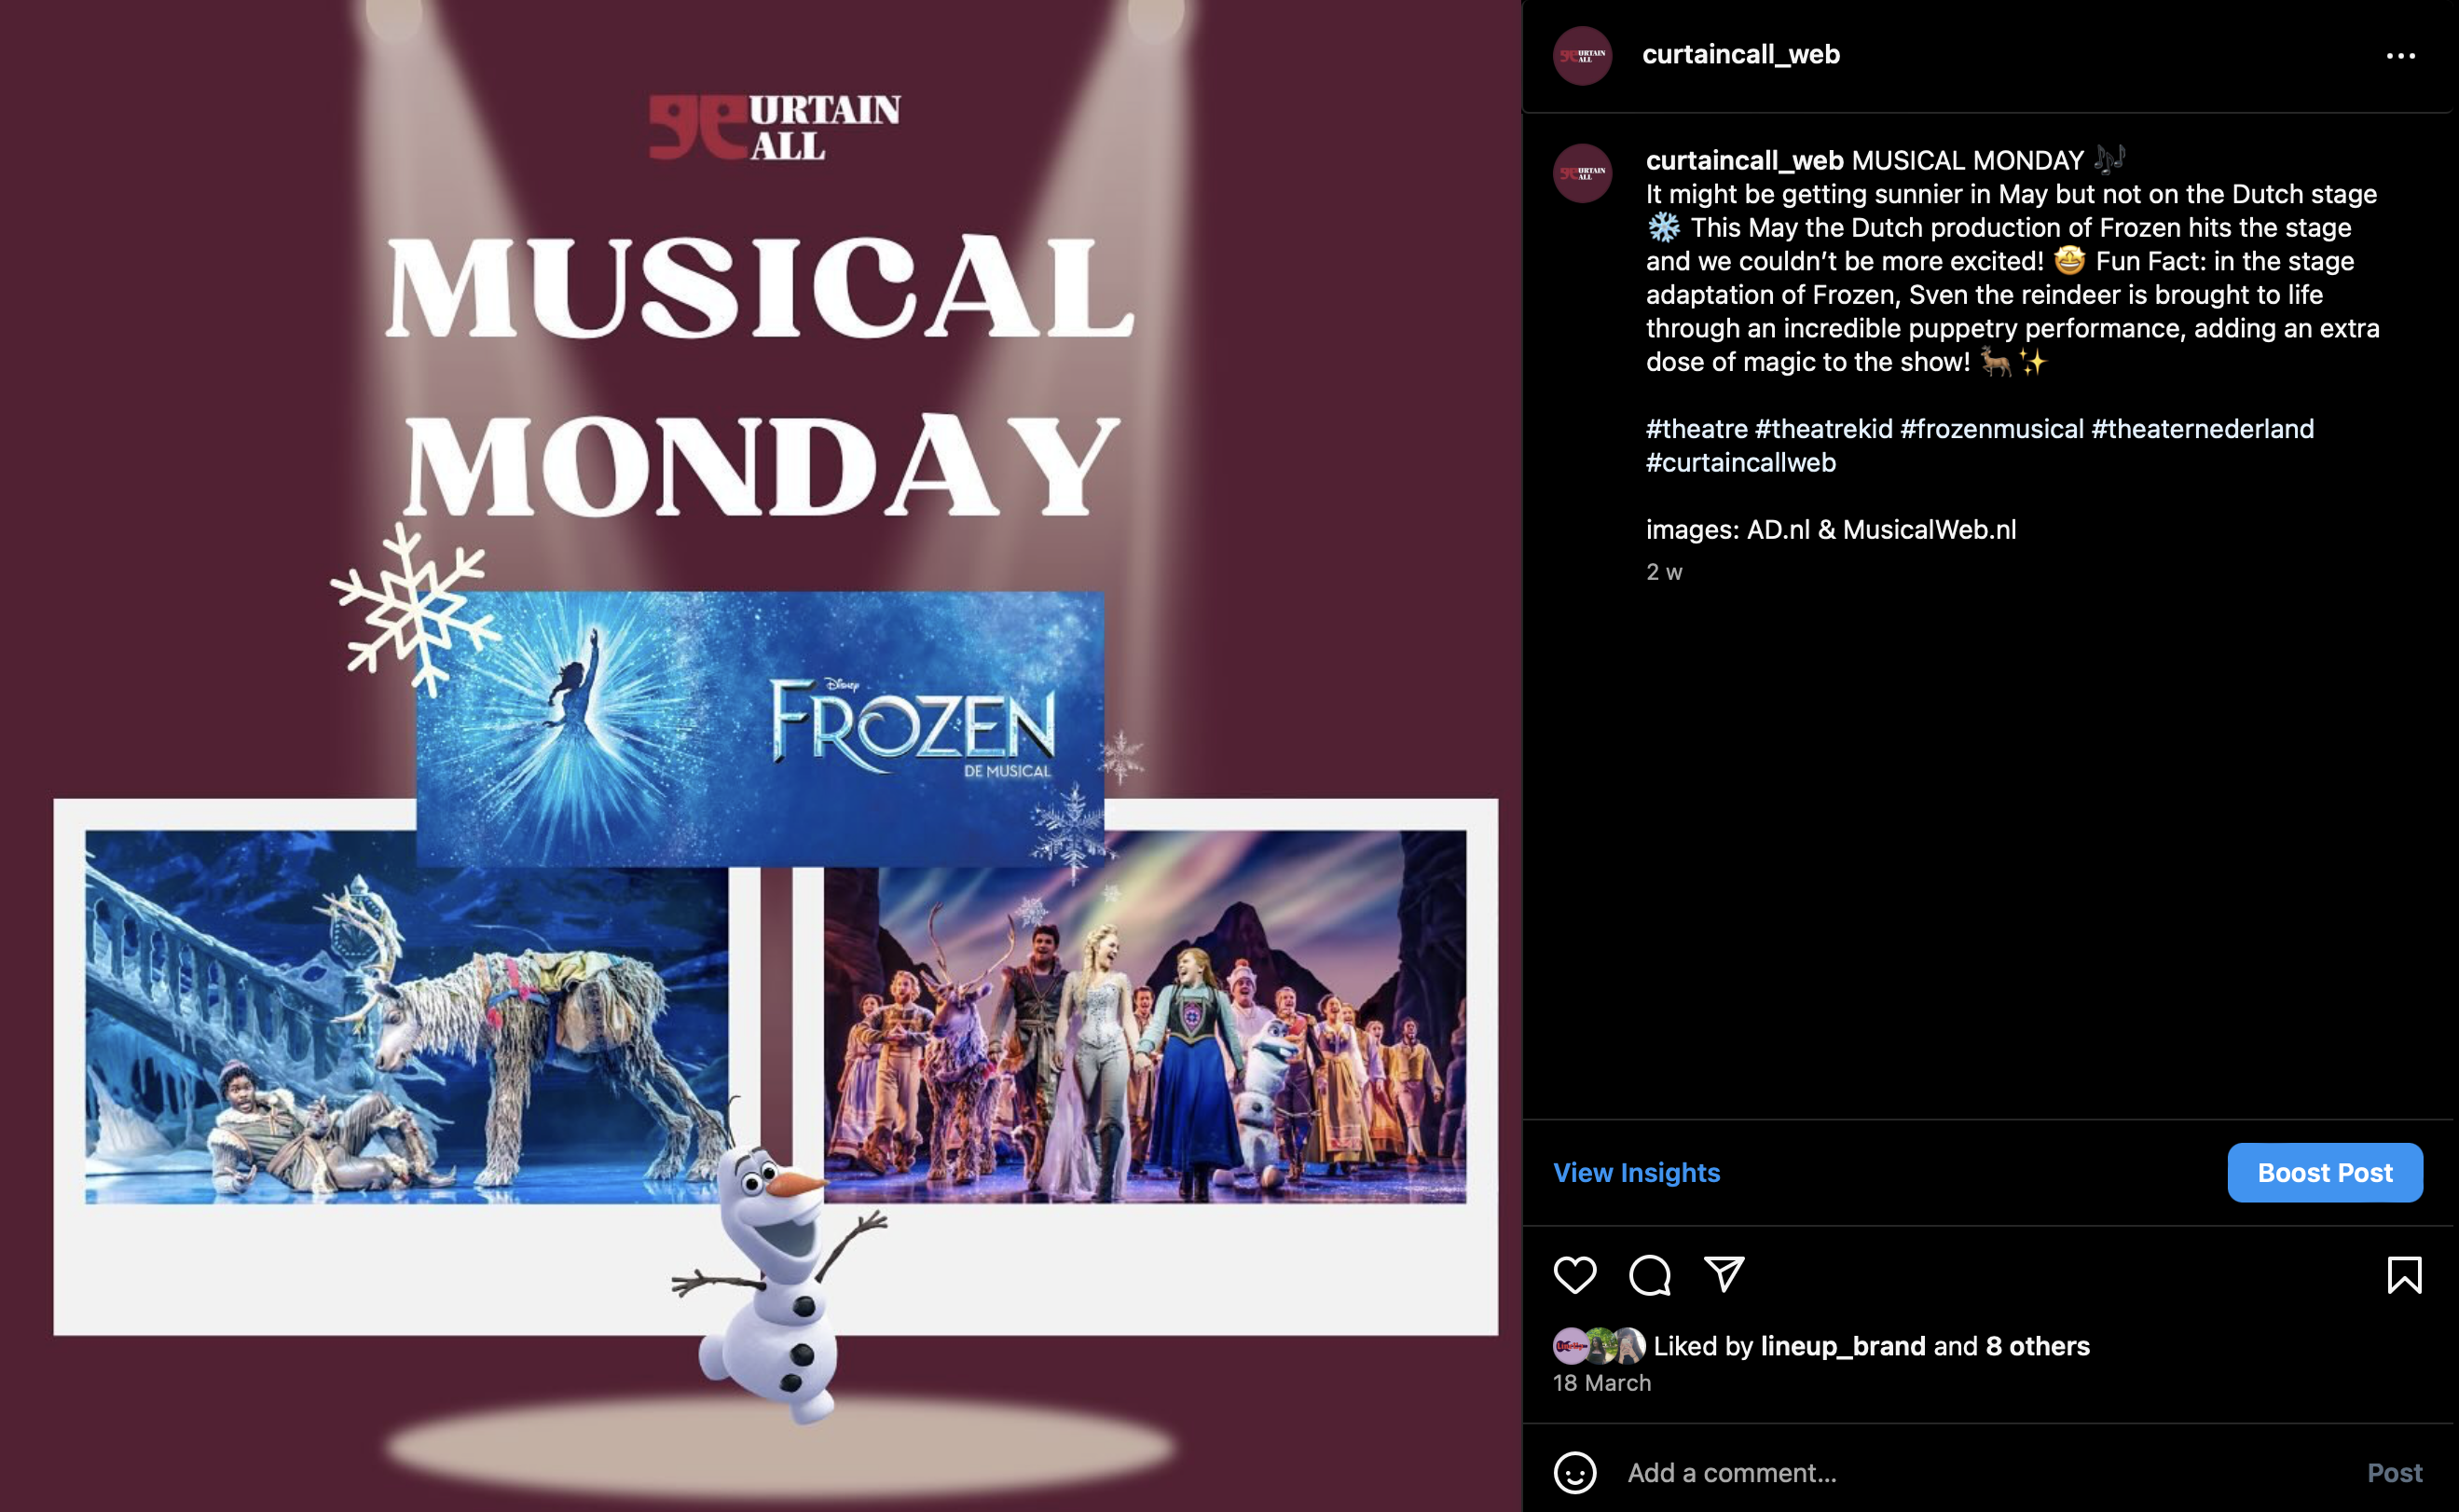 CURTAIN
CALL
MUSICAL
MONDAY
Disney
FROZEN
DE MUSICAL
curtaincall_web
curtaincall_web MUSICAL MONDAY 🎶
It might be getting sunnier in May but not on the Dutch stage
❄️ This May the Dutch production of Frozen hits the stage
and we couldn’t be more excited! 🤩 Fun Fact: in the stage
adaptation of Frozen, Sven the reindeer is brought to life
through an incredible puppetry performance, adding an extra
dose of magic to the show! 🦌✨
#theatre #theatrekid #frozenmusical #theaternederland
#curtaincallweb
images: AD.nl & MusicalWeb.nl
2 w
View Insights
Boost Post
Liked by lineup_brand and 8 others
18 March
Add a comment...
Post